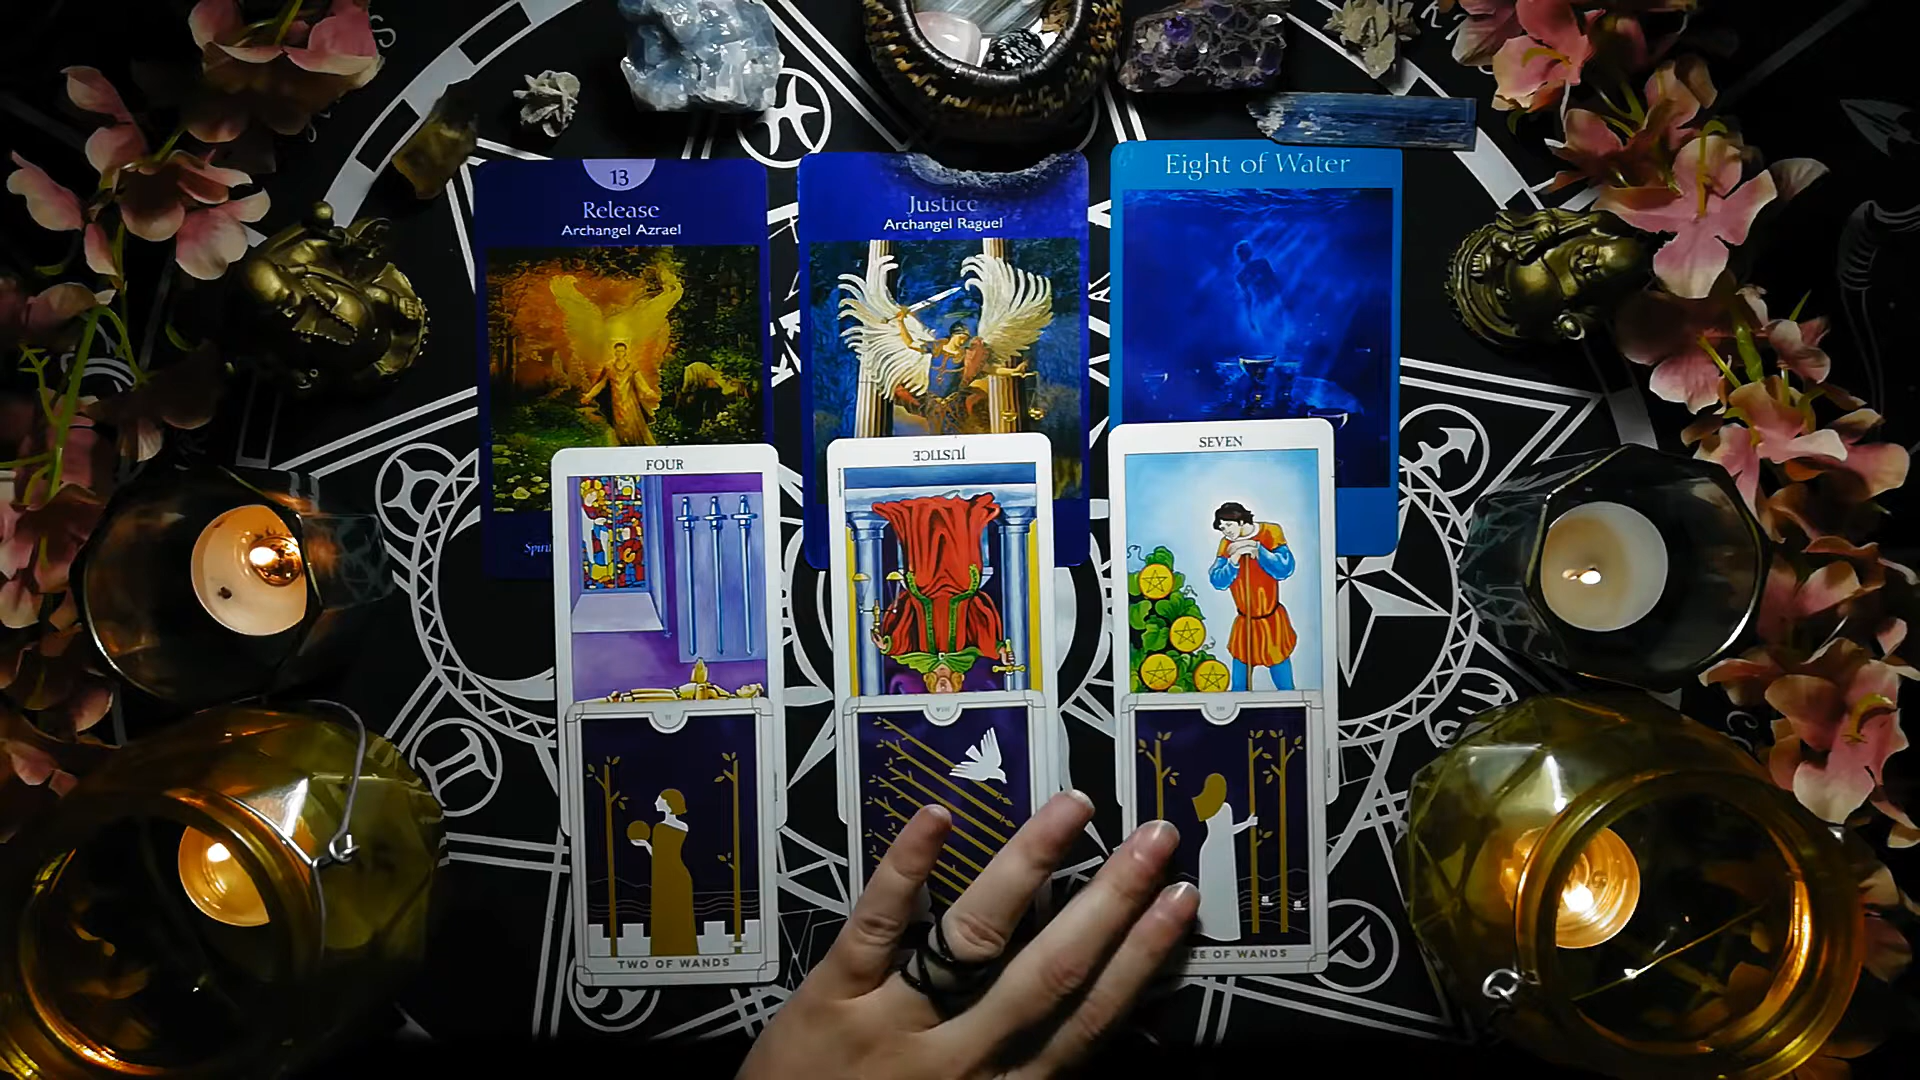 13
Release
Archangel Azrael
Justice
Archangel Raguel
Eight of Water
FOUR
JUSTICE
SEVEN
TWO OF WANDS
OF WANDS